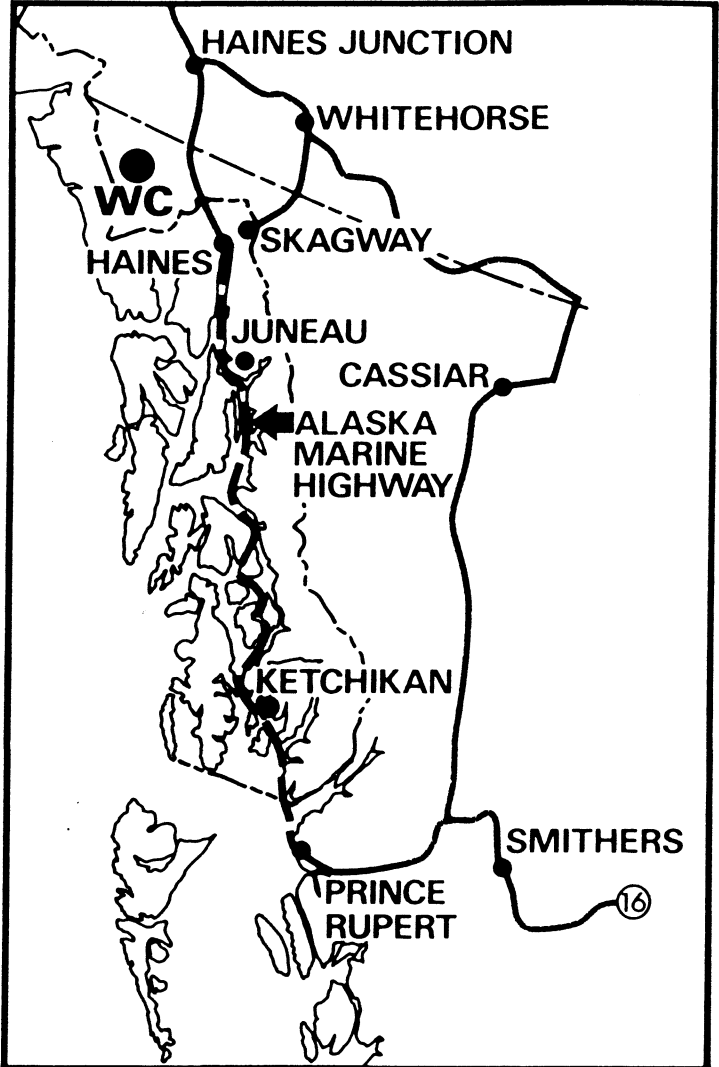 HAINES JUNCTION
WHITEHORSE
WC
SKAGWAY
HAINES
JUNEAU
CASSIAR
ALASKA
MARINE
HIGHWAY
KETCHIKAN
SMITHERS
16
PRINCE
RUPERT